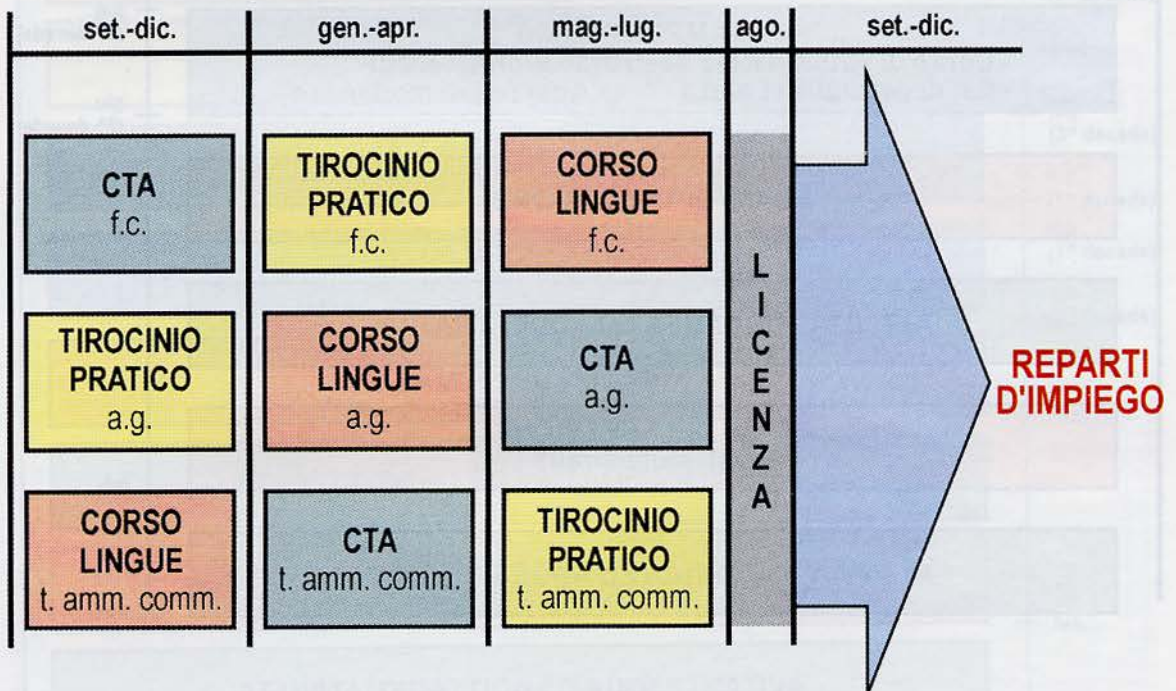 set.-dic. gen.-apr. mag.-lug. ago. set.-dic.
CTA
f.c.
TIROCINIO
PRATICO
f.c.
CORSO
LINGUE
f.c.
TIROCINIO
PRATICO
a.g.
CORSO
LINGUE
a.g.
CTA
a.g.
CORSO
LINGUE
t. amm. comm.
CTA
t. amm. comm.
TIROCINIO
PRATICO
t. amm. comm.
LICENZA
REPARTI
D'IMPIEGO